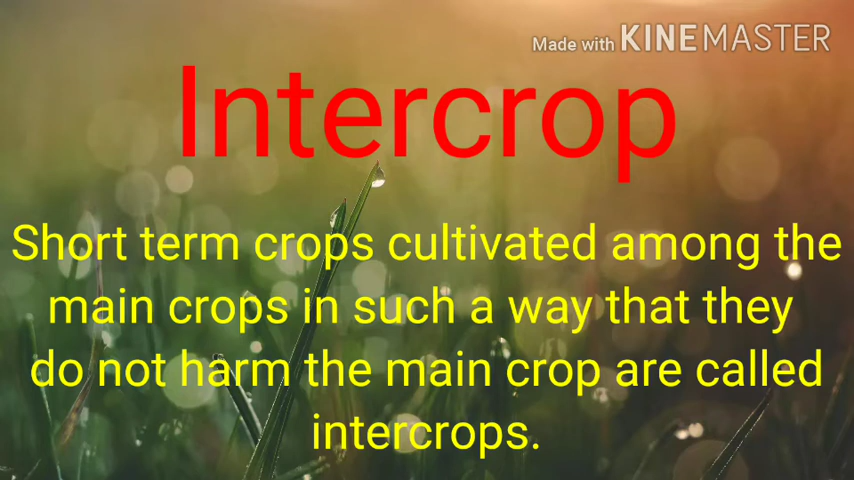 Made with KINEMASTER
Intercrop
Short term crops cultivated among the
main crops in such a way that they
do not harm the main crop are called
intercrops.